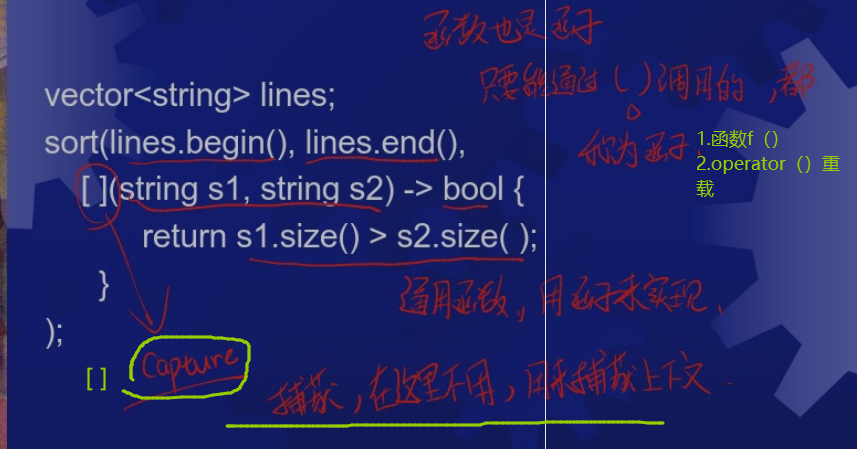 函数也是函子
只要能通过()调用的,都
称为函子.
1.函数f（）
2.operator（）重
载
vector<string> lines;
sort(lines.begin(), lines.end(),
[ ](string s1, string s2) -> bool {
return s1.size() > s2.size( );
}
);
通用函数,用函子来实现.
[ ]
Capture
捕获,在这里不用,用来捕获上下文.